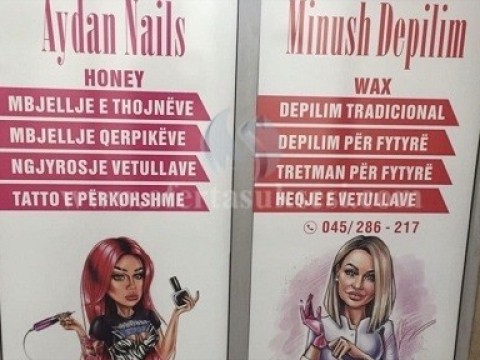 Aydan Nails
HONEY
MBJELLJE E THOJNËVE
MBJELLJE QERPIKËVE
NGJYROSJE VETULLAVE
TATTO E PËRKOHSHME
Minush Depilim
WAX
DEPILIM TRADICIONAL
DEPILIM PËR FYTYRË
TRETMAN PËR FYTYRË
HEQJE E VETULLAVE
045/ 286 - 217